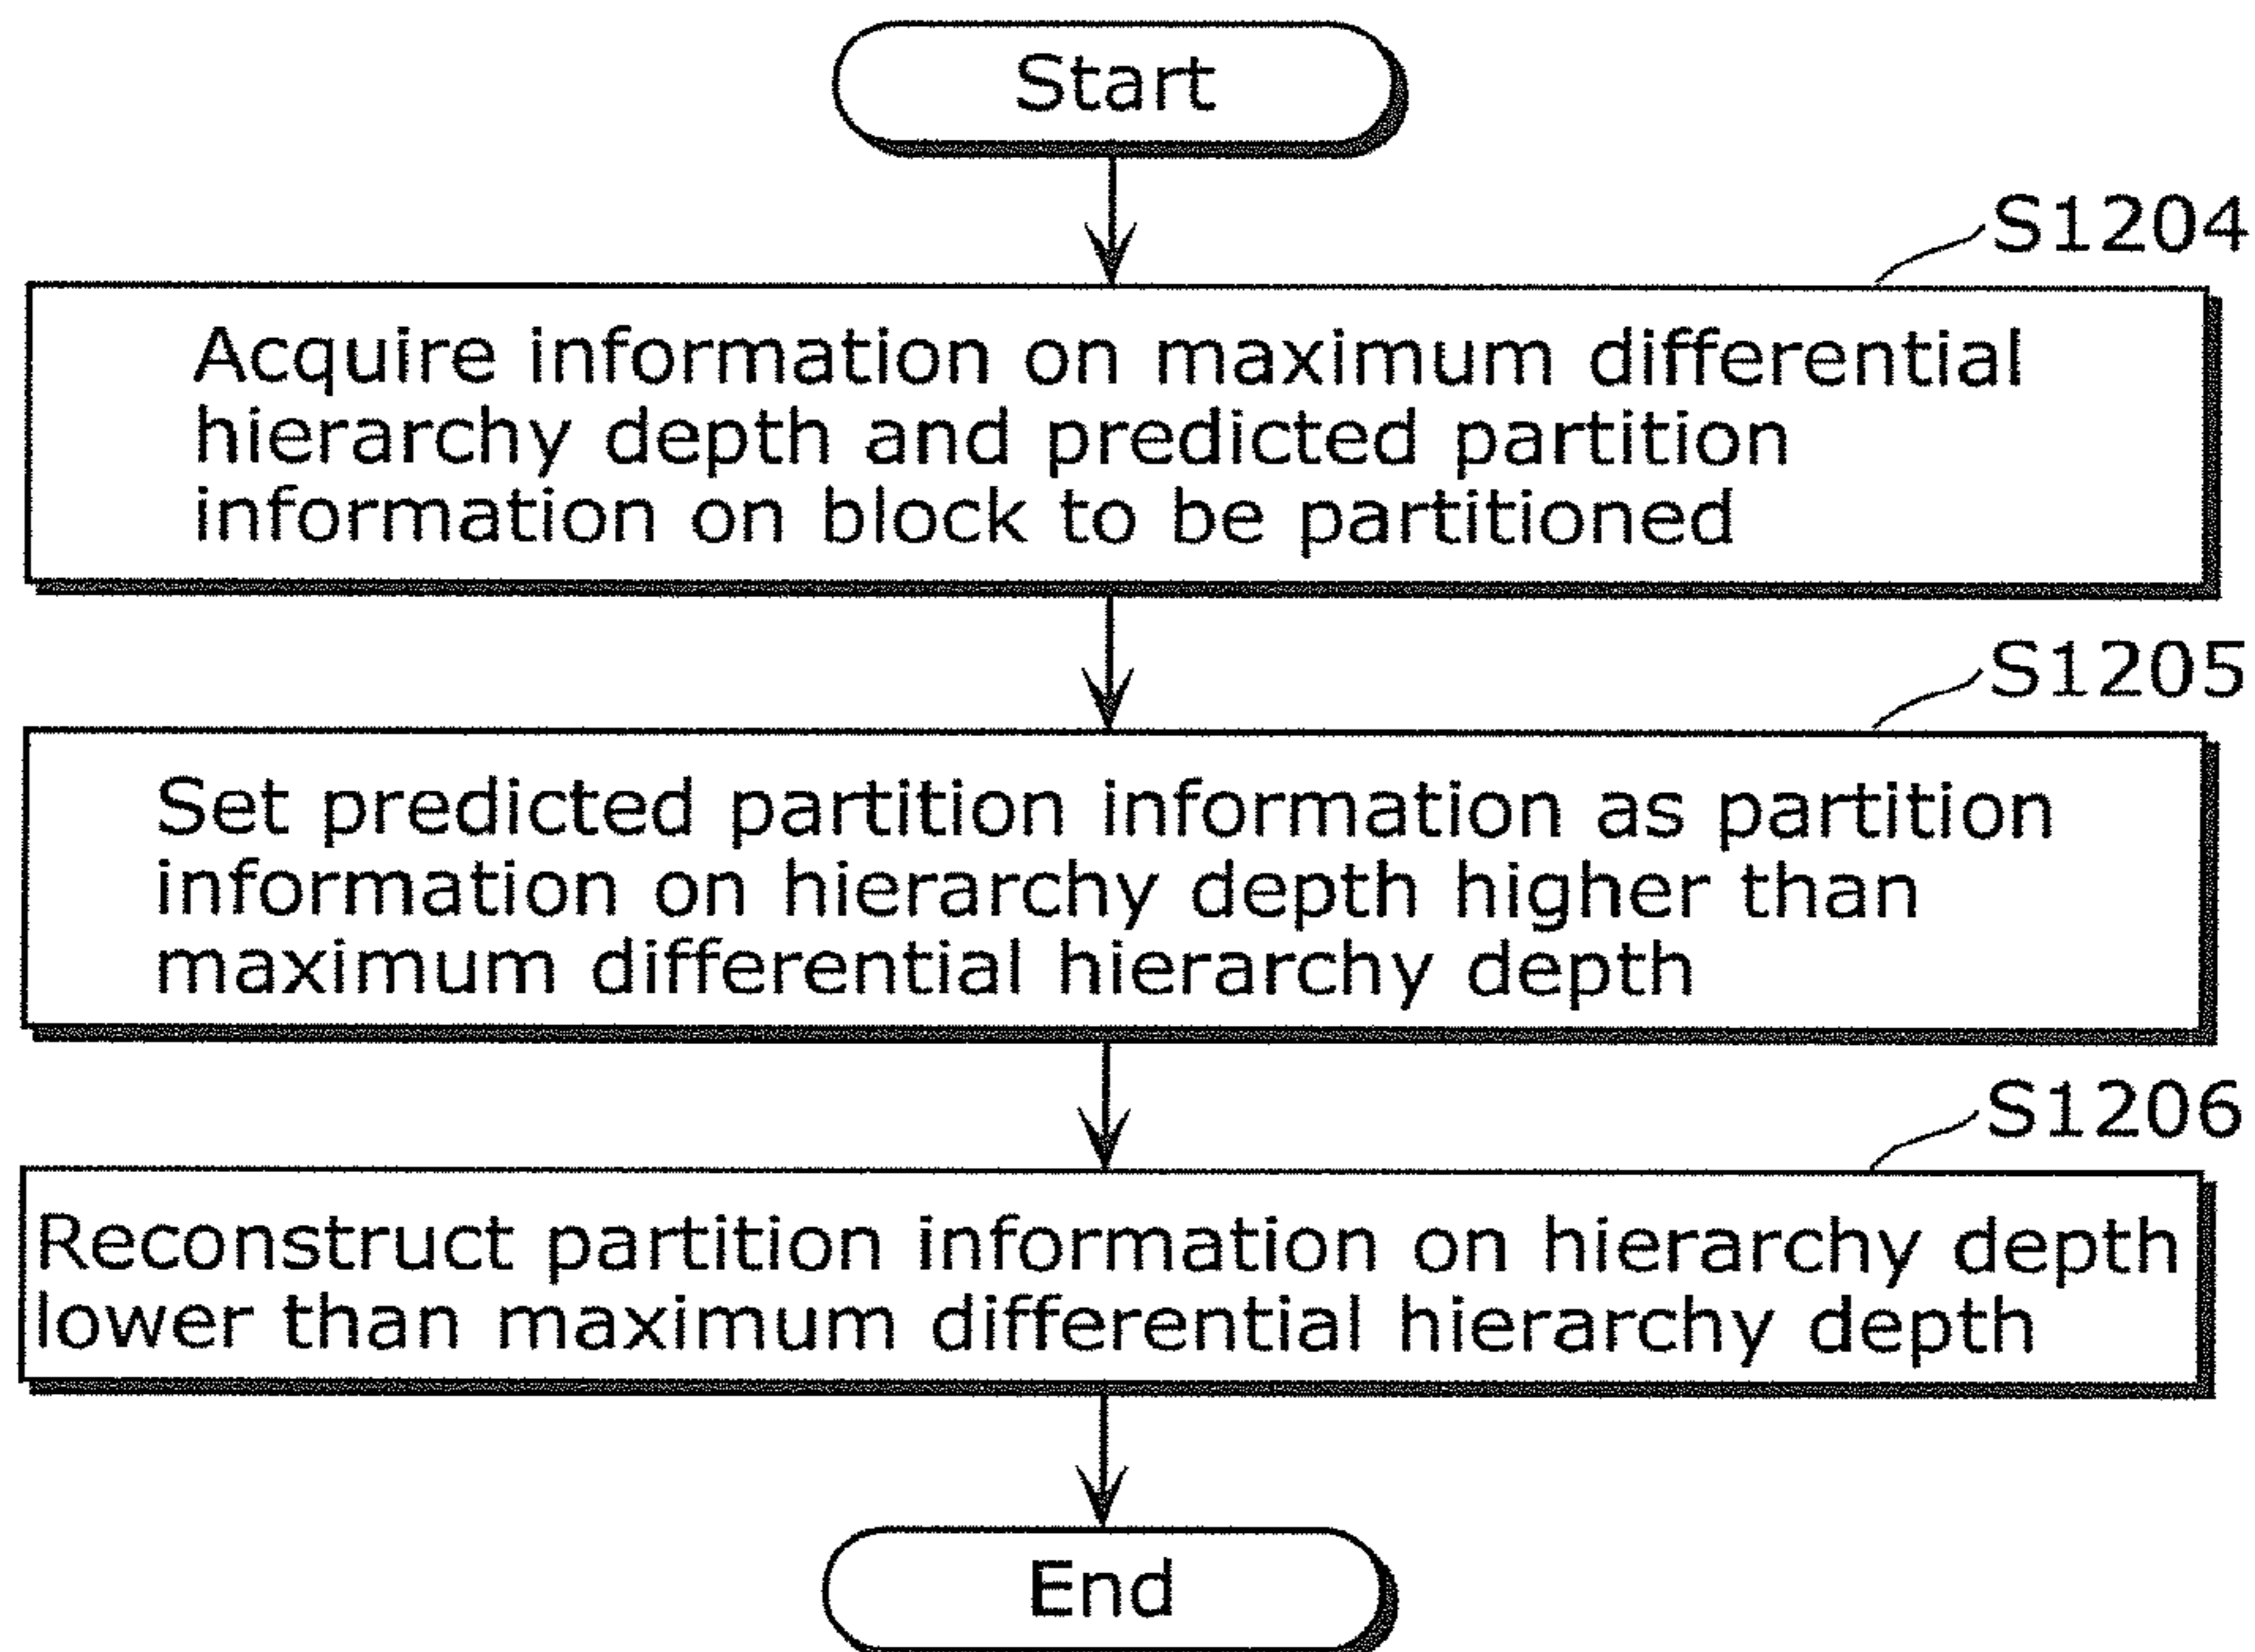 Start
S1204
Acquire information on maximum differential
hierarchy depth and predicted partition
information on block to be partitioned
S1205
Set predicted partition information as partition
information on hierarchy depth higher than
maximum differential hierarchy depth
S1206
Reconstruct partition information on hierarchy depth
lower than maximum differential hierarchy depth
End